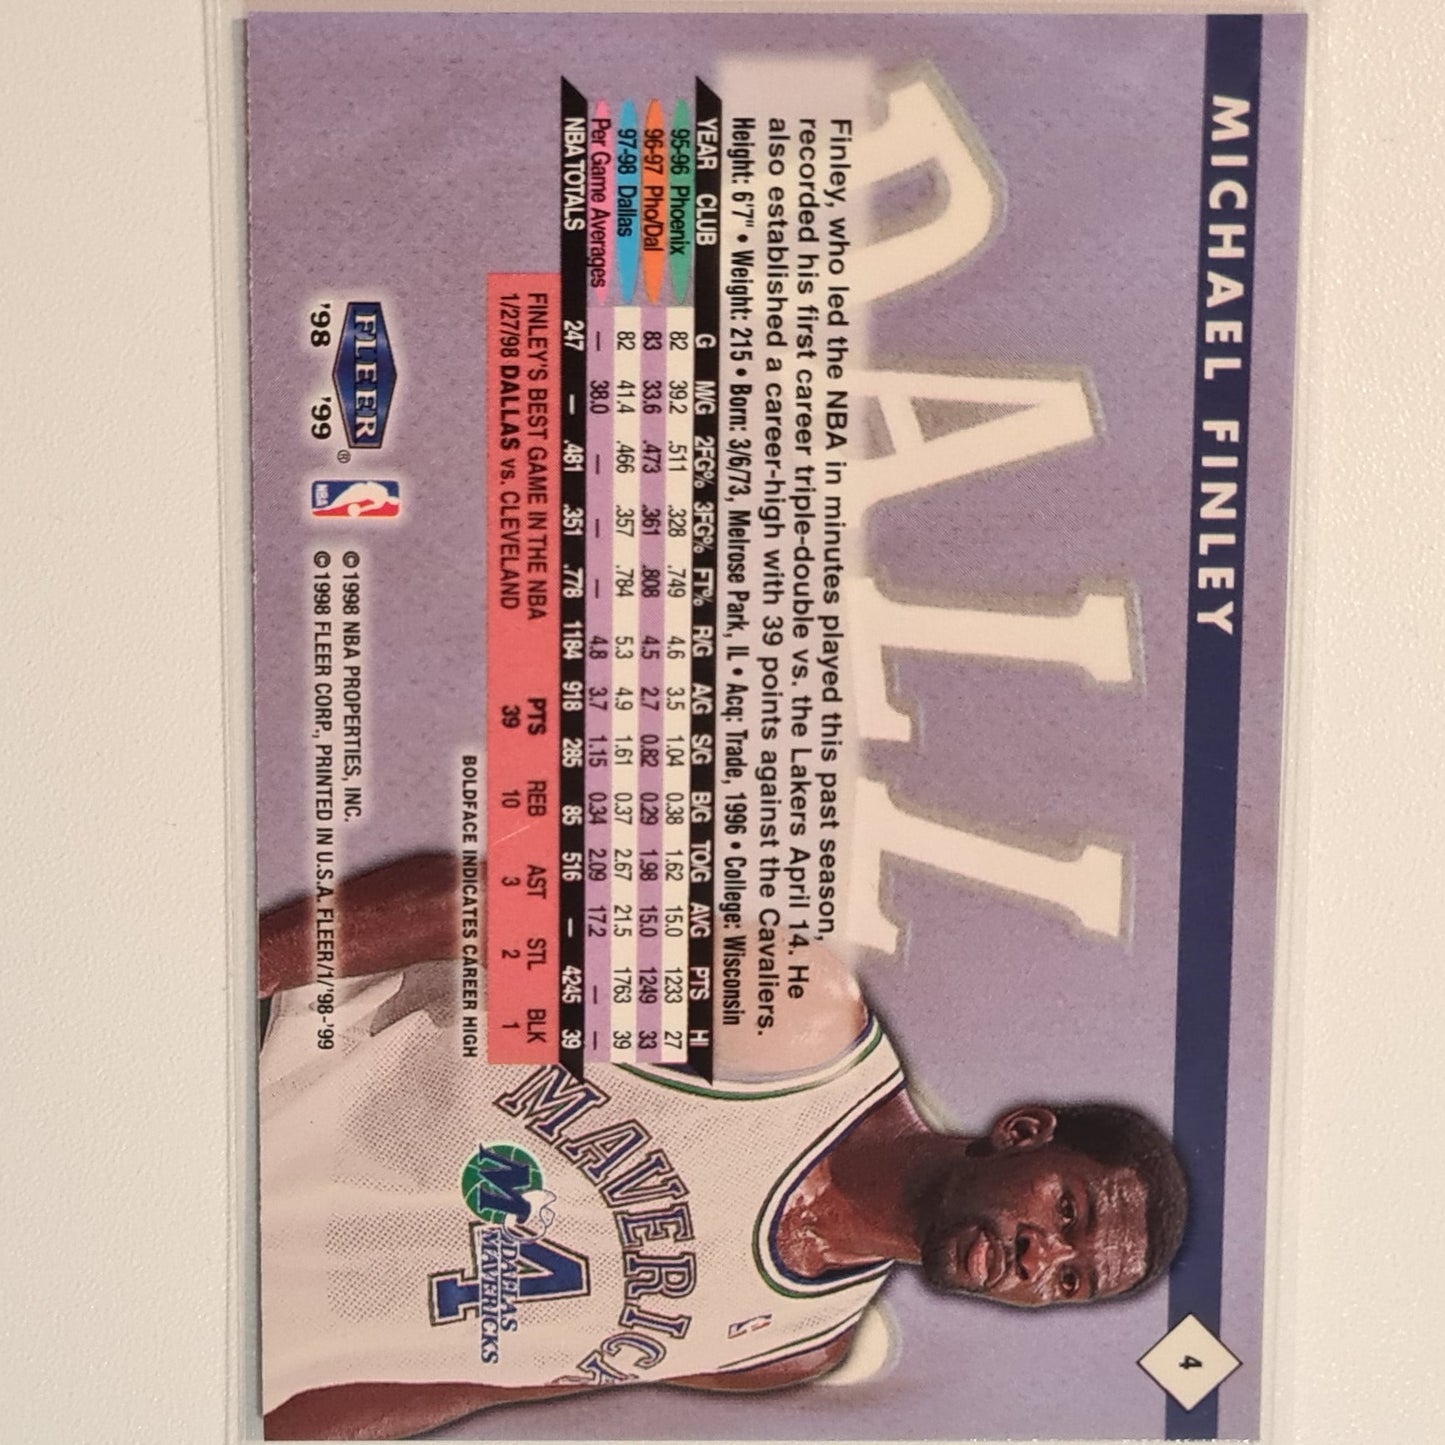 MICHAEL FINLEY
4
DALL
Finley, who led the NBA in minutes played this past season,
recorded his first career triple-double vs. the Lakers April 14. He
also established a career-high with 39 points against the Cavaliers.
Height: 6'7" • Weight: 215 • Born: 3/6/73, Melrose Park, IL • Acq: Trade, 1996 • College: Wisconsin
YEAR CLUB G M/G 2FG% 3FG% FT% R/G A/G S/G B/G TO/G AVG PTS HI
95-96 Phoenix 82 39.2 .511 .328 .749 4.6 3.5 1.04 0.38 1.62 15.0 1233 27
96-97 Pho/Dal 83 33.6 .473 .361 .808 4.5 2.7 0.82 0.29 1.98 15.0 1249 33
97-98 Dallas 82 41.4 .466 .357 .784 5.3 4.9 1.61 0.37 2.67 21.5 1763 39
Per Game Averages — 38.0 — — — 4.8 3.7 1.15 0.34 2.09 17.2 — —
NBA TOTALS 247 — .481 .351 .778 1184 918 285 85 516 — 4245 39
FINLEY'S BEST GAME IN THE NBA PTS REB AST STL BLK
1/27/98 DALLAS vs. CLEVELAND 39 10 3 2 1
BOLDFACE INDICATES CAREER HIGH
MAVERICK
4
M
DALLAS
MAVERICKS
FLEER®
'98 '99
NBA
©1998 NBA PROPERTIES, INC.
©1998 FLEER CORP., PRINTED IN U.S.A. FLEER/1/'98-'99